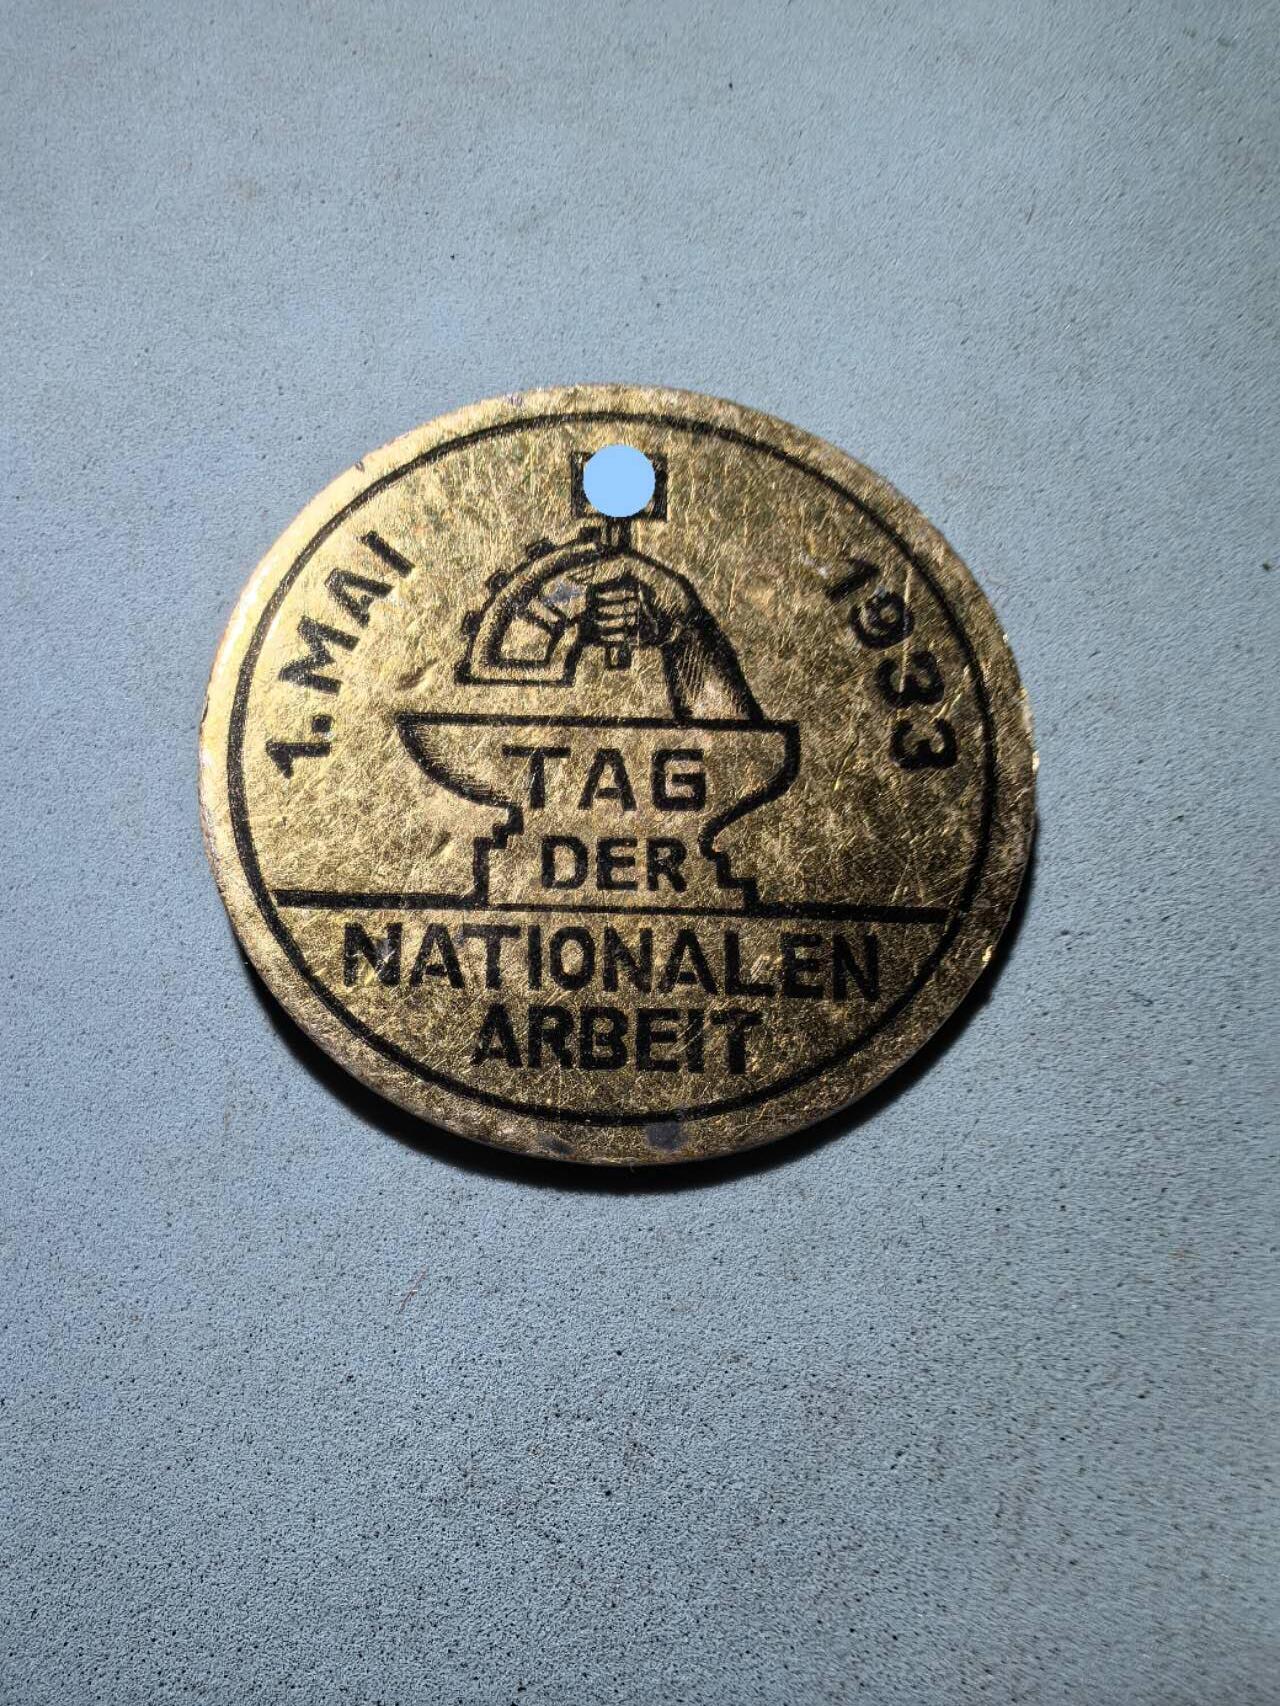 1. MAI 1933
TAG
DER
NATIONALEN
ARBEIT